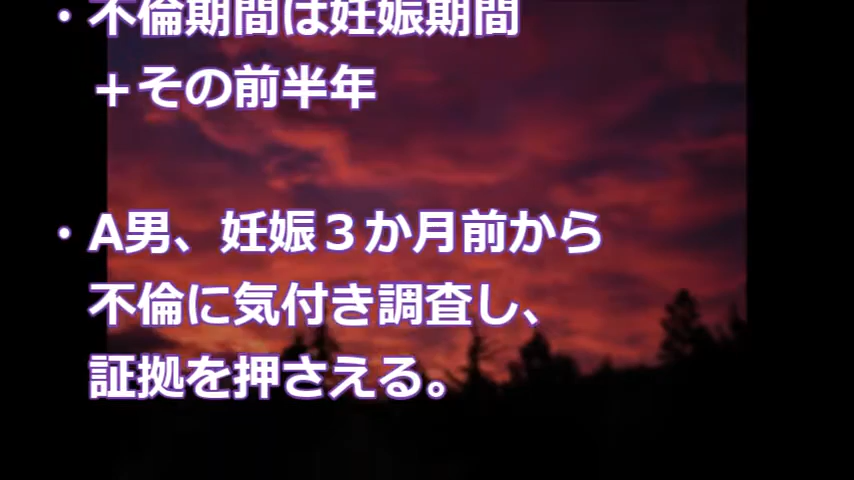 ・不倫期間は妊娠期間
＋その前半年
・A男、妊娠３か月前から
不倫に気付き調査し、
証拠を押さえる。